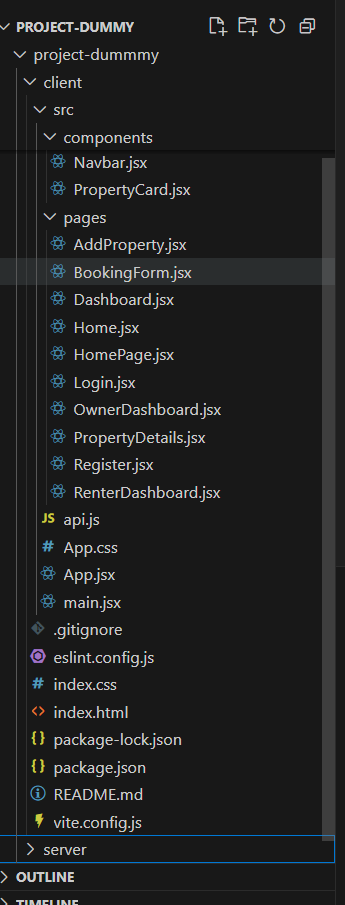 PROJECT-DUMMY
project-dummmy
client
src
components
Navbar.jsx
PropertyCard.jsx
pages
AddProperty.jsx
BookingForm.jsx
Dashboard.jsx
Home.jsx
HomePage.jsx
Login.jsx
OwnerDashboard.jsx
PropertyDetails.jsx
Register.jsx
RenterDashboard.jsx
JS api.js
# App.css
App.jsx
main.jsx
.gitignore
eslint.config.js
# index.css
<> index.html
{} package-lock.json
{} package.json
README.md
vite.config.js
server
OUTLINE
TIMELINE